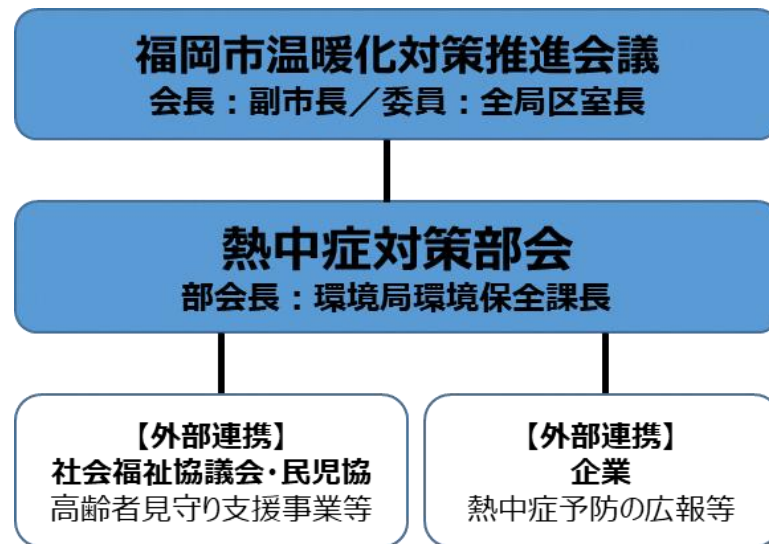 福岡市温暖化対策推進会議
会長：副市長／委員：全局区室長
熱中症対策部会
部会長：環境局環境保全課長
【外部連携】
社会福祉協議会・民児協
高齢者見守り支援事業等
【外部連携】
企業
熱中症予防の広報等